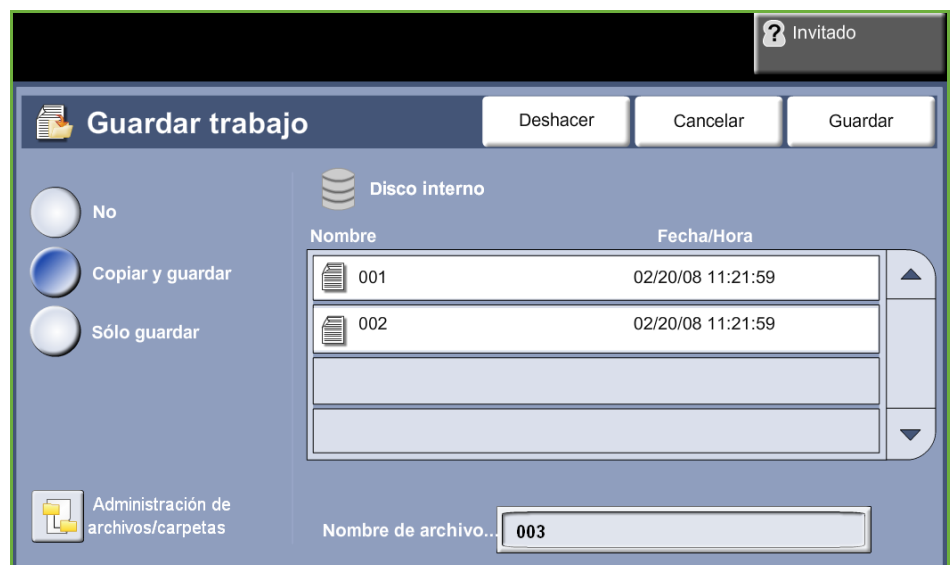 ? Invitado
Guardar trabajo
Deshacer
Cancelar
Guardar
No
Copiar y guardar
Sólo guardar
Disco interno
Nombre Fecha/Hora
001 02/20/08 11:21:59
002 02/20/08 11:21:59
Administración de
archivos/carpetas
Nombre de archivo... 003